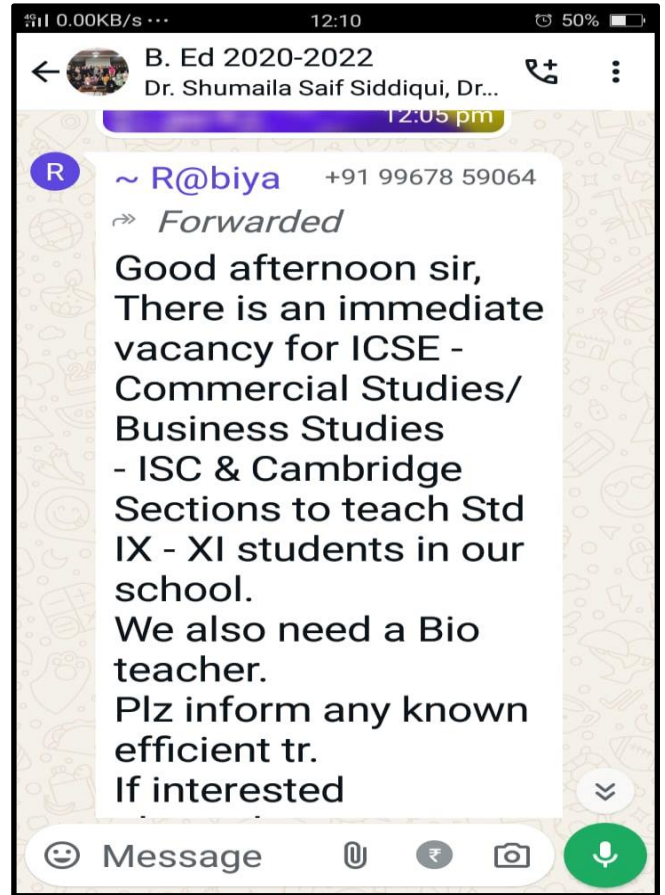 4G 0.00KB/s ··· 12:10 50%
B. Ed 2020-2022
Dr. Shumaila Saif Siddiqui, Dr...
12:05 pm
R ~ R@biya +91 99678 59064
Forwarded
Good afternoon sir,
There is an immediate
vacancy for ICSE -
Commercial Studies/
Business Studies
- ISC & Cambridge
Sections to teach Std
IX - XI students in our
school.
We also need a Bio
teacher.
Plz inform any known
efficient tr.
If interested
Message ₹